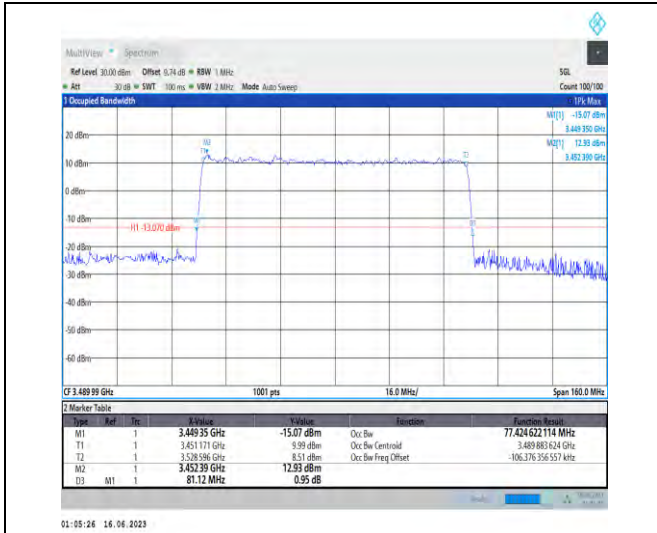 MultiView Spectrum
Ref Level 30.00 dBm Offset 9.74 dB RBW 1 MHz SGL
Att 30 dB SWT 100 ms VBW 2 MHz Mode Auto Sweep Count 100/100
1 Occupied Bandwidth 1Pk Max
M1[1] -15.07 dBm
3.449 350 GHz
M2[1] 12.93 dBm
3.452 390 GHz
20 dBm
M2
T1
T2
10 dBm
0 dBm
-10 dBm
H1 -13.070 dBm
-20 dBm
-30 dBm
-40 dBm
-50 dBm
-60 dBm
CF 3.489 99 GHz 1001 pts 16.0 MHz/ Span 160.0 MHz
2 Marker Table
Type Ref Trc X-Value Y-Value Function Function Result
M1 1 3.449 35 GHz -15.07 dBm Occ Bw 77.424 622 114 MHz
T1 1 3.451 171 GHz 9.99 dBm Occ Bw Centroid 3.489 883 624 GHz
T2 1 3.528 596 GHz 8.51 dBm Occ Bw Freq Offset -106.376 356 557 kHz
M2 1 3.452 39 GHz 12.93 dBm
D3 M1 1 81.12 MHz 0.95 dB
01:05:26 16.06.2023